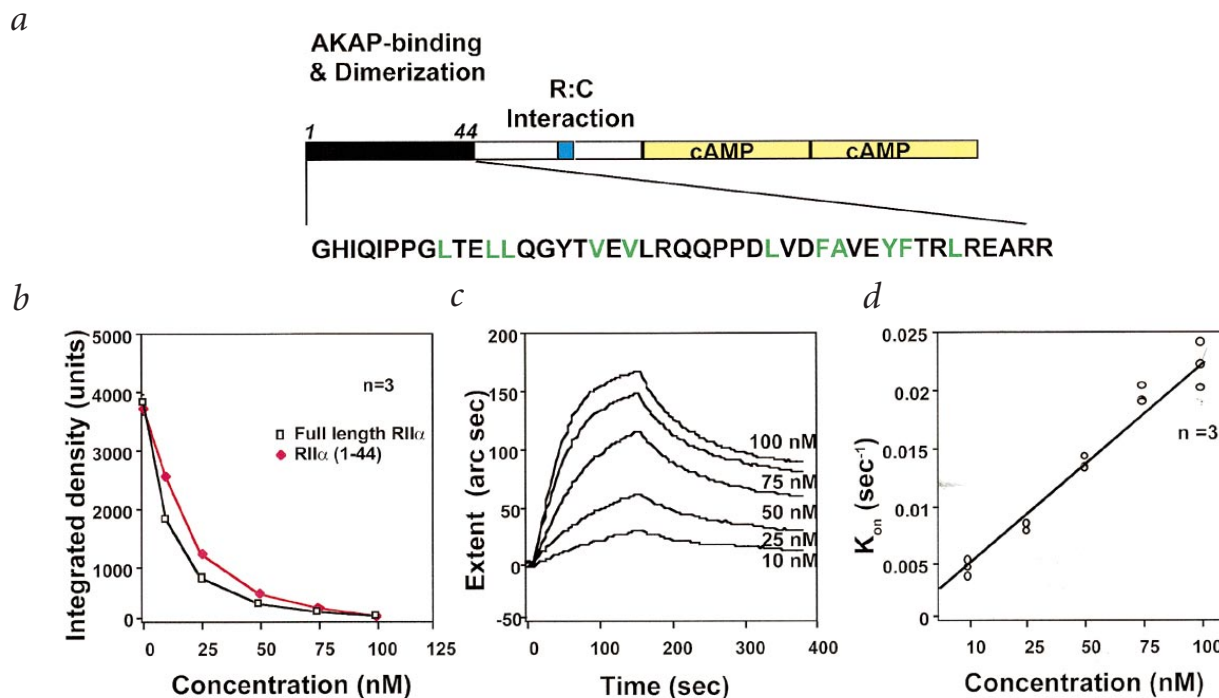 a
AKAP-binding
& Dimerization
R:C
Interaction
1
44
cAMP
cAMP
GHIQIPPGLTELLQGYTVEVLRQQPPDLVDFAVEYFTRLREARR
b
Integrated density (units)
5000
4000
3000
2000
1000
0
n=3
Full length RIIα
RIIα (1-44)
0
25
50
75
100
125
Concentration (nM)
c
Extent (arc sec)
200
150
100
50
0
-50
100 nM
75 nM
50 nM
25 nM
10 nM
0
100
200
300
400
Time (sec)
d
Kon (sec-1)
0.025
0.02
0.015
0.01
0.005
0
n =3
10
25
50
75
100
Concentration (nM)